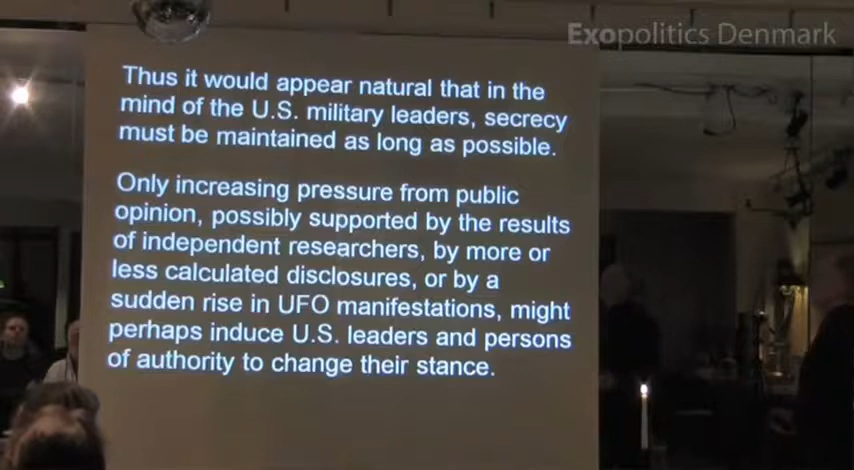 Exopolitics Denmark
Thus it would appear natural that in the
mind of the U.S. military leaders, secrecy
must be maintained as long as possible.
Only increasing pressure from public
opinion, possibly supported by the results
of independent researchers, by more or
less calculated disclosures, or by a
sudden rise in UFO manifestations, might
perhaps induce U.S. leaders and persons
of authority to change their stance.